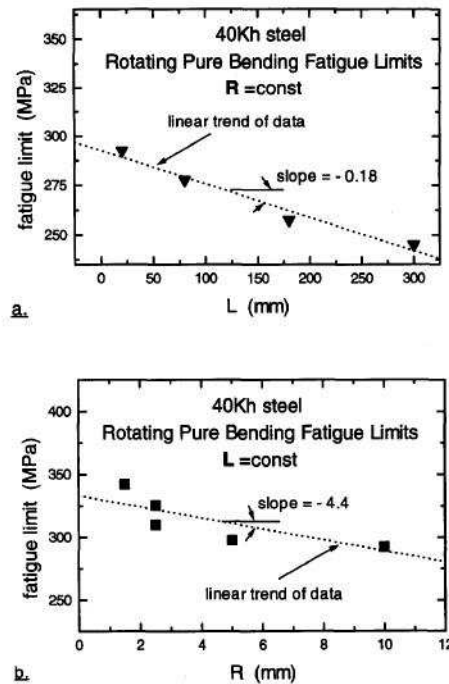 40Kh steel
Rotating Pure Bending Fatigue Limits
R =const
linear trend of data
slope = - 0.18
fatigue limit (MPa)
350
325
300
275
250
0 50 100 150 200 250 300
L (mm)
a.
40Kh steel
Rotating Pure Bending Fatigue Limits
L =const
slope = - 4.4
linear trend of data
fatigue limit (MPa)
400
350
300
250
0 2 4 6 8 10 12
R (mm)
b.